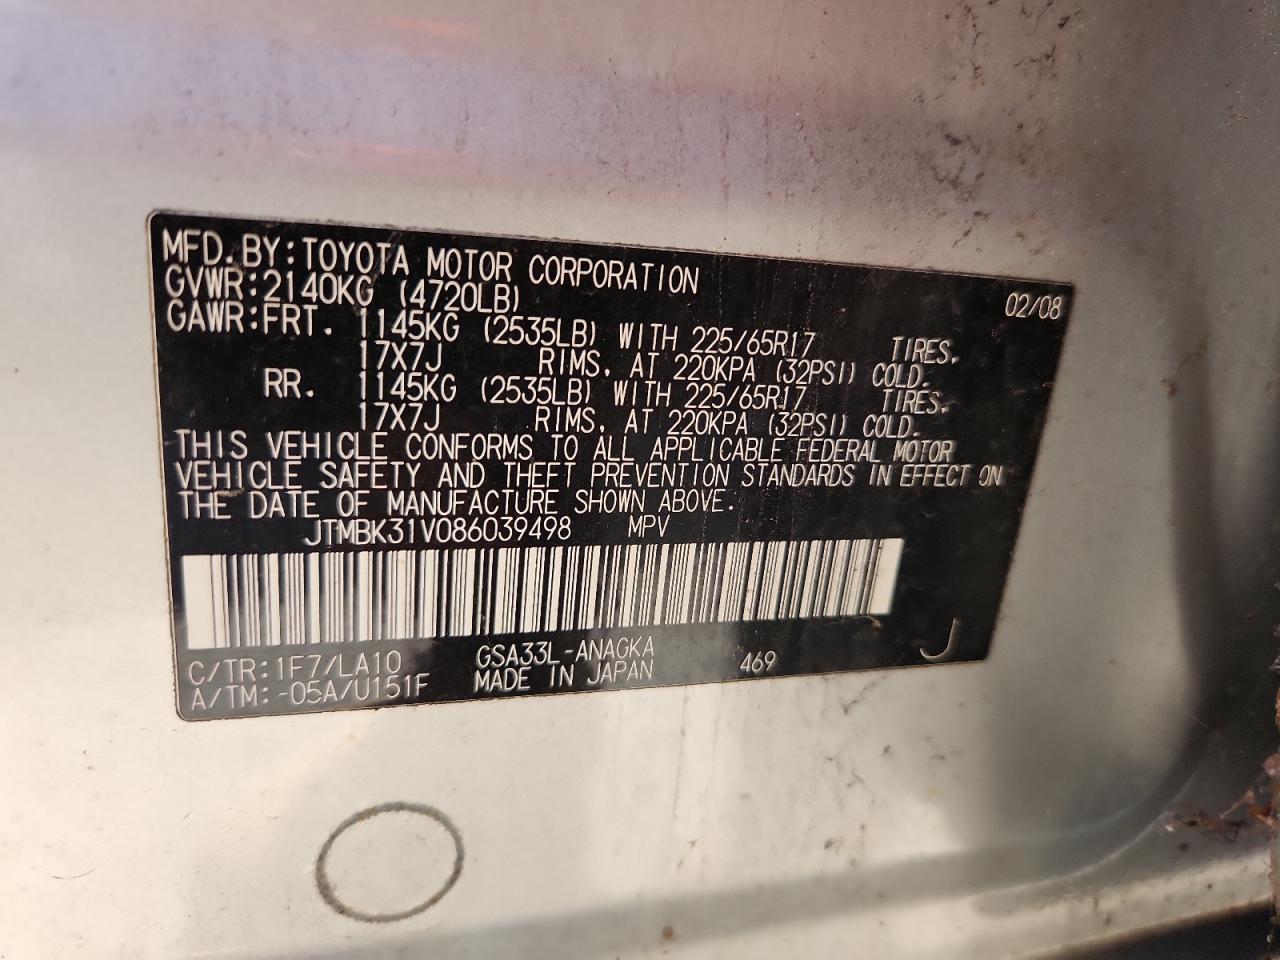 MFD. BY: TOYOTA MOTOR CORPORATION 02/08
GVWR: 2140KG (4720LB)
GAWR: FRT. 1145KG (2535LB) WITH 225/65R17 TIRES,
17X7J RIMS, AT 220KPA (32PSI) COLD.
RR. 1145KG (2535LB) WITH 225/65R17 TIRES,
17X7J RIMS, AT 220KPA (32PSI) COLD.
THIS VEHICLE CONFORMS TO ALL APPLICABLE FEDERAL MOTOR
VEHICLE SAFETY AND THEFT PREVENTION STANDARDS IN EFFECT ON
THE DATE OF MANUFACTURE SHOWN ABOVE.
JTMBK31V086039498 MPV
C/TR: 1F7/LA10 GSA33L-ANAGKA 469 J
A/TM: -05A/U151F MADE IN JAPAN